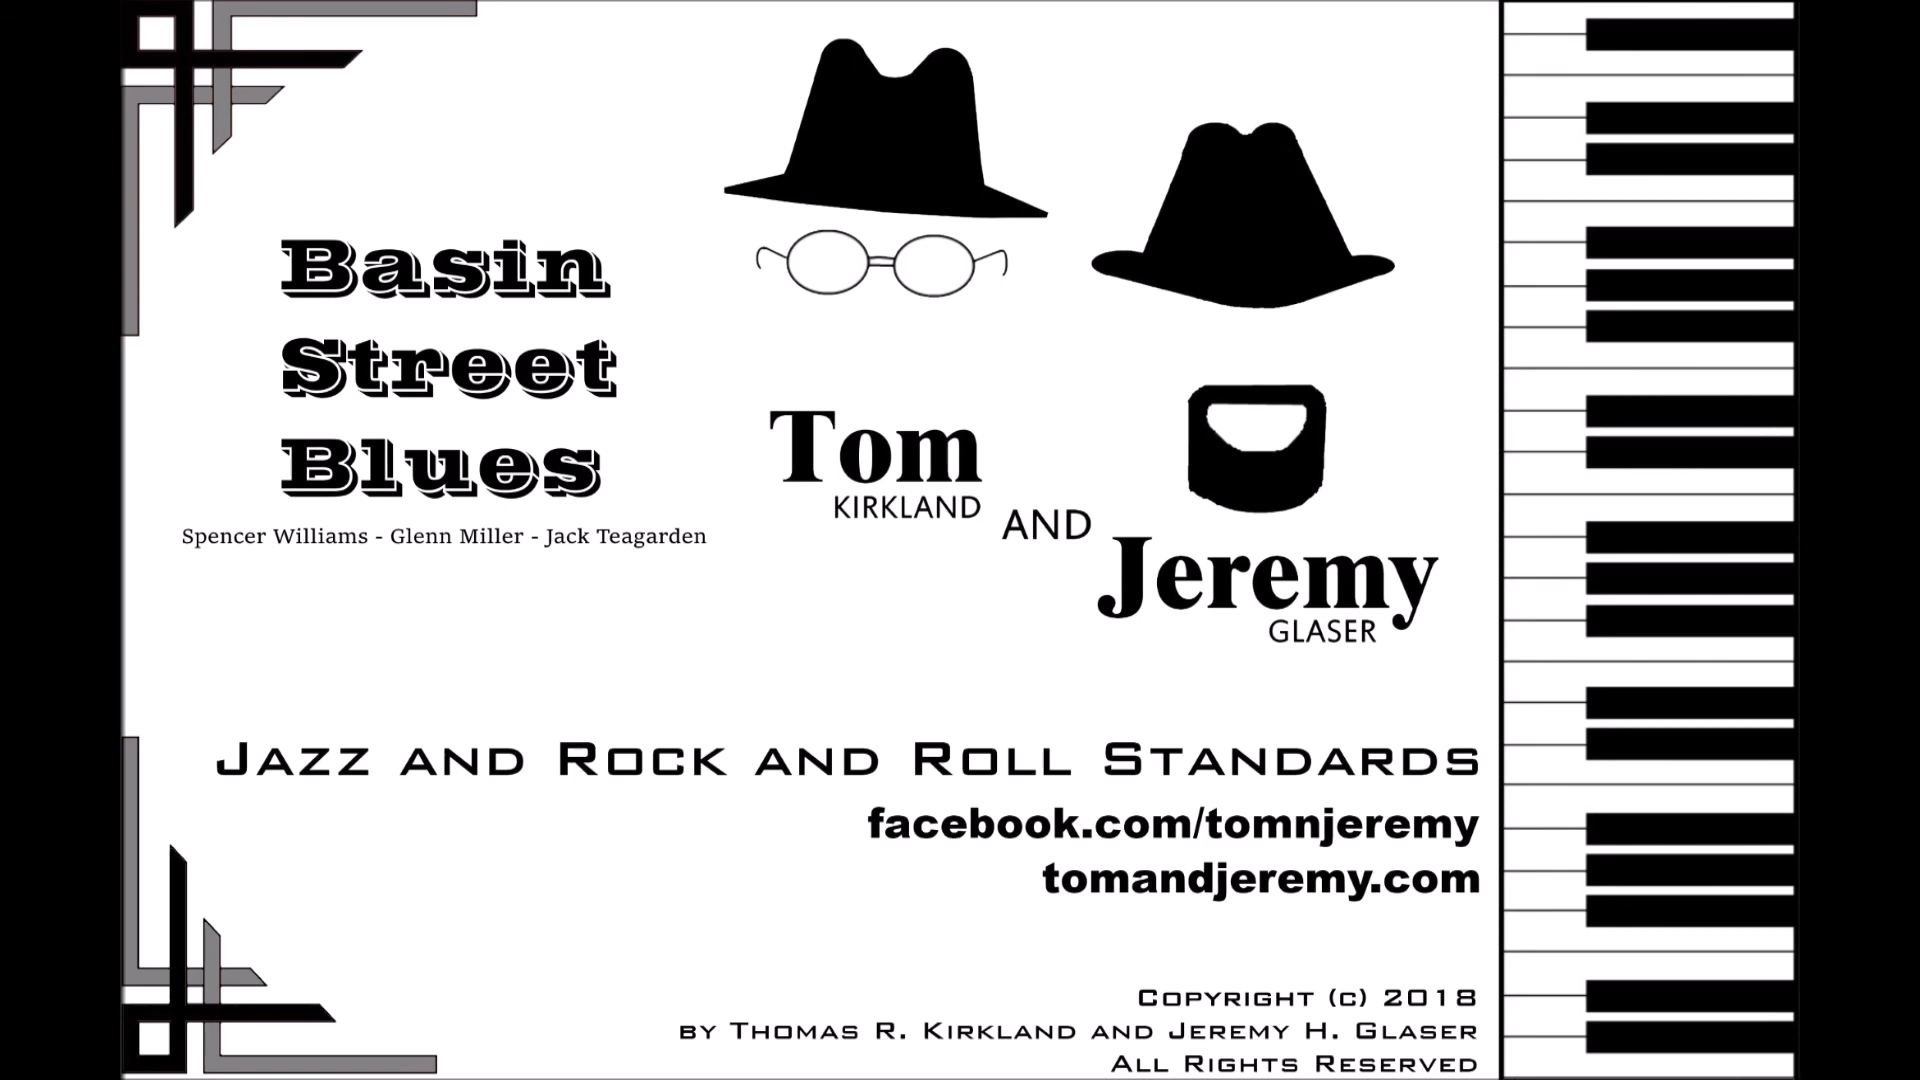 Basin
Street
Blues
Spencer Williams - Glenn Miller - Jack Teagarden
Tom
KIRKLAND
AND
Jeremy
GLASER
Jazz and Rock and Roll Standards
facebook.com/tomnjeremy
tomandjeremy.com
Copyright (c) 2018
by Thomas R. Kirkland and Jeremy H. Glaser
All Rights Reserved